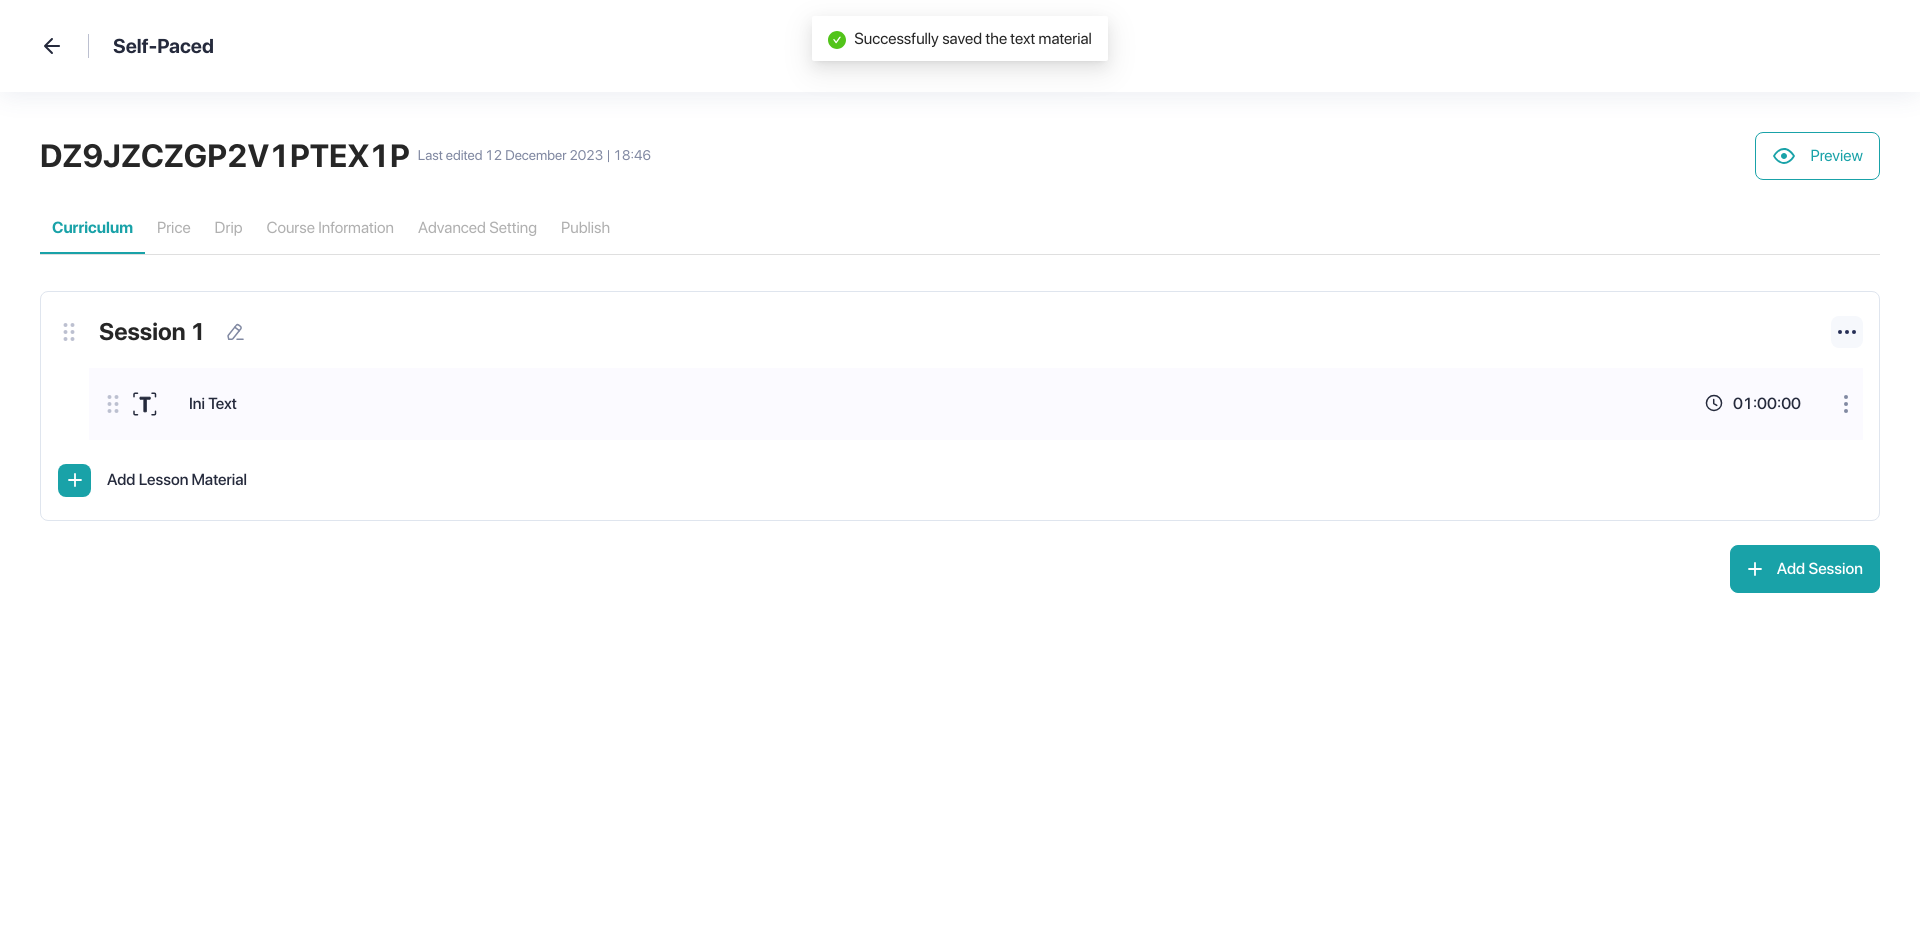 Self-Paced
Successfully saved the text material
DZ9JZCZGP2V1PTEX1P Last edited 12 December 2023 | 18:46
Preview
Curriculum Price Drip Course Information Advanced Setting Publish
Session 1
T Ini Text 01:00:00
Add Lesson Material
Add Session